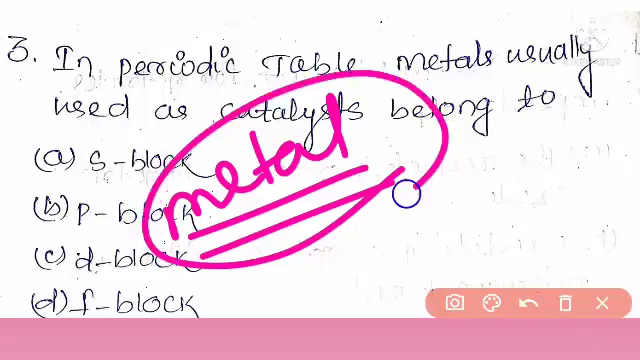 3. In periodic Table metals usually
used as catalysts belong to
metal
(a) s-block
(b) p-block
(c) d-block
(d) f-block